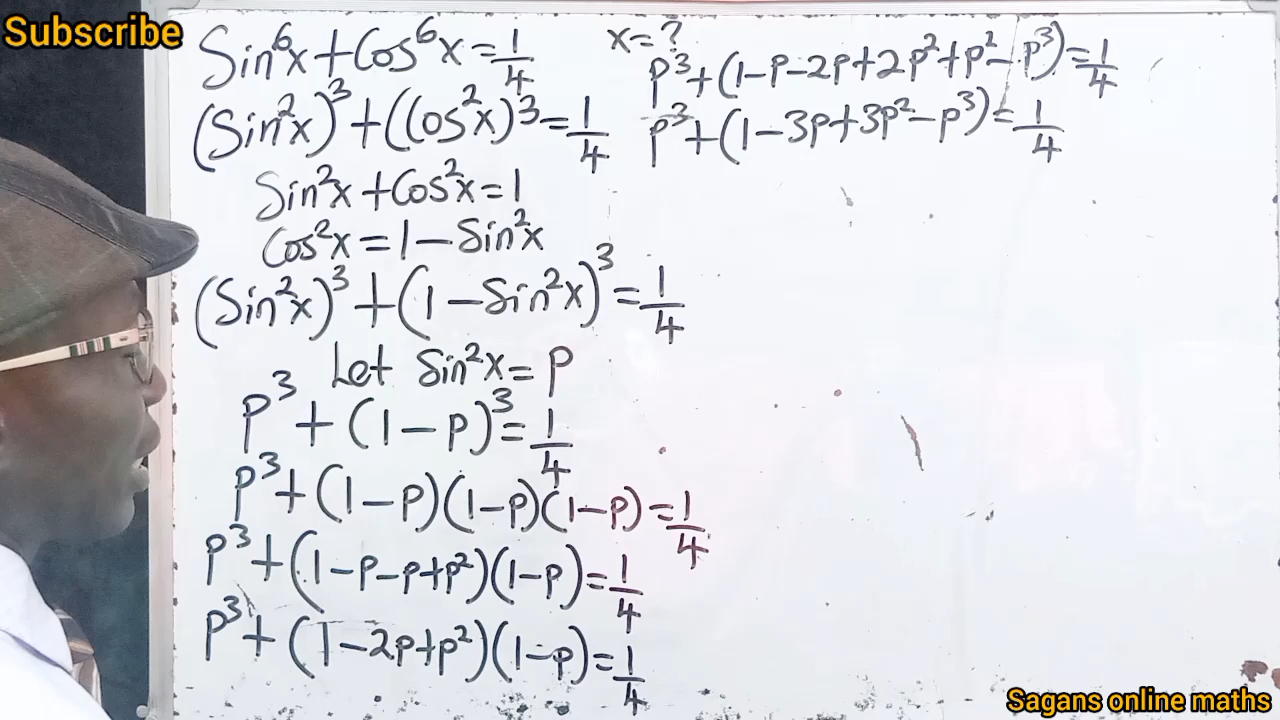 Subscribe
Sin⁶x + Cos⁶x = 1/4
(Sin²x)³ + (Cos²x)³ = 1/4
Sin²x + Cos²x = 1
Cos²x = 1 - Sin²x
(Sin²x)³ + (1 - Sin²x)³ = 1/4
Let Sin²x = P
P³ + (1 - P)³ = 1/4
P³ + (1 - P)(1 - P)(1 - P) = 1/4
P³ + (1 - P - P + P²)(1 - P) = 1/4
P³ + (1 - 2P + P²)(1 - P) = 1/4
x = ?
P³ + (1 - P - 2P + 2P² + P² - P³) = 1/4
P³ + (1 - 3P + 3P² - P³) = 1/4
Sagans online maths